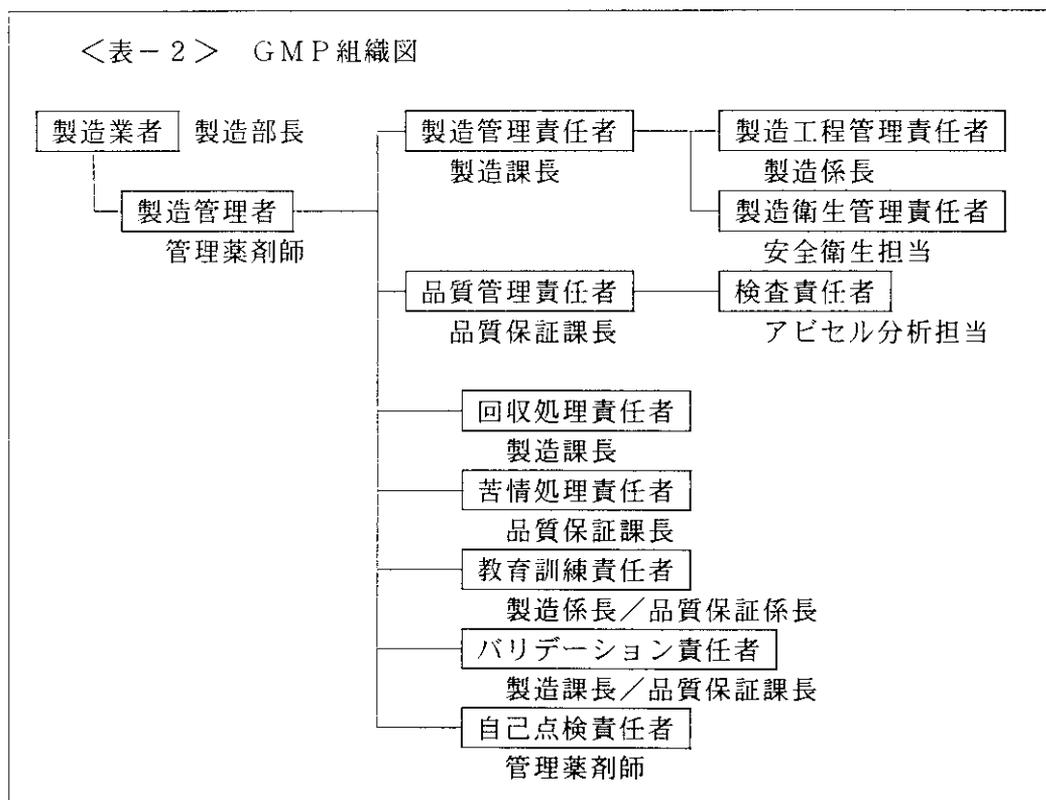 <表－2> GMP組織図
製造業者 製造部長 製造管理責任者 製造工程管理責任者
製造課長 製造係長
製造管理者 製造衛生管理責任者
管理薬剤師 安全衛生担当
品質管理責任者 検査責任者
品質保証課長 アビセル分析担当
回収処理責任者
製造課長
苦情処理責任者
品質保証課長
教育訓練責任者
製造係長／品質保証係長
バリデーション責任者
製造課長／品質保証課長
自己点検責任者
管理薬剤師